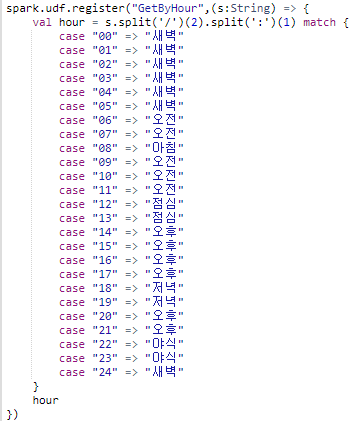 spark.udf.register("GetByHour",(s:String) => {
    val hour = s.split('/')(2).split(':')(1) match {
        case "00" => "새벽"
        case "01" => "새벽"
        case "02" => "새벽"
        case "03" => "새벽"
        case "04" => "새벽"
        case "05" => "새벽"
        case "06" => "오전"
        case "07" => "오전"
        case "08" => "아침"
        case "09" => "오전"
        case "10" => "오전"
        case "11" => "오전"
        case "12" => "점심"
        case "13" => "점심"
        case "14" => "오후"
        case "15" => "오후"
        case "16" => "오후"
        case "17" => "오후"
        case "18" => "저녁"
        case "19" => "저녁"
        case "20" => "오후"
        case "21" => "오후"
        case "22" => "야식"
        case "23" => "야식"
        case "24" => "새벽"
    }
    hour
})